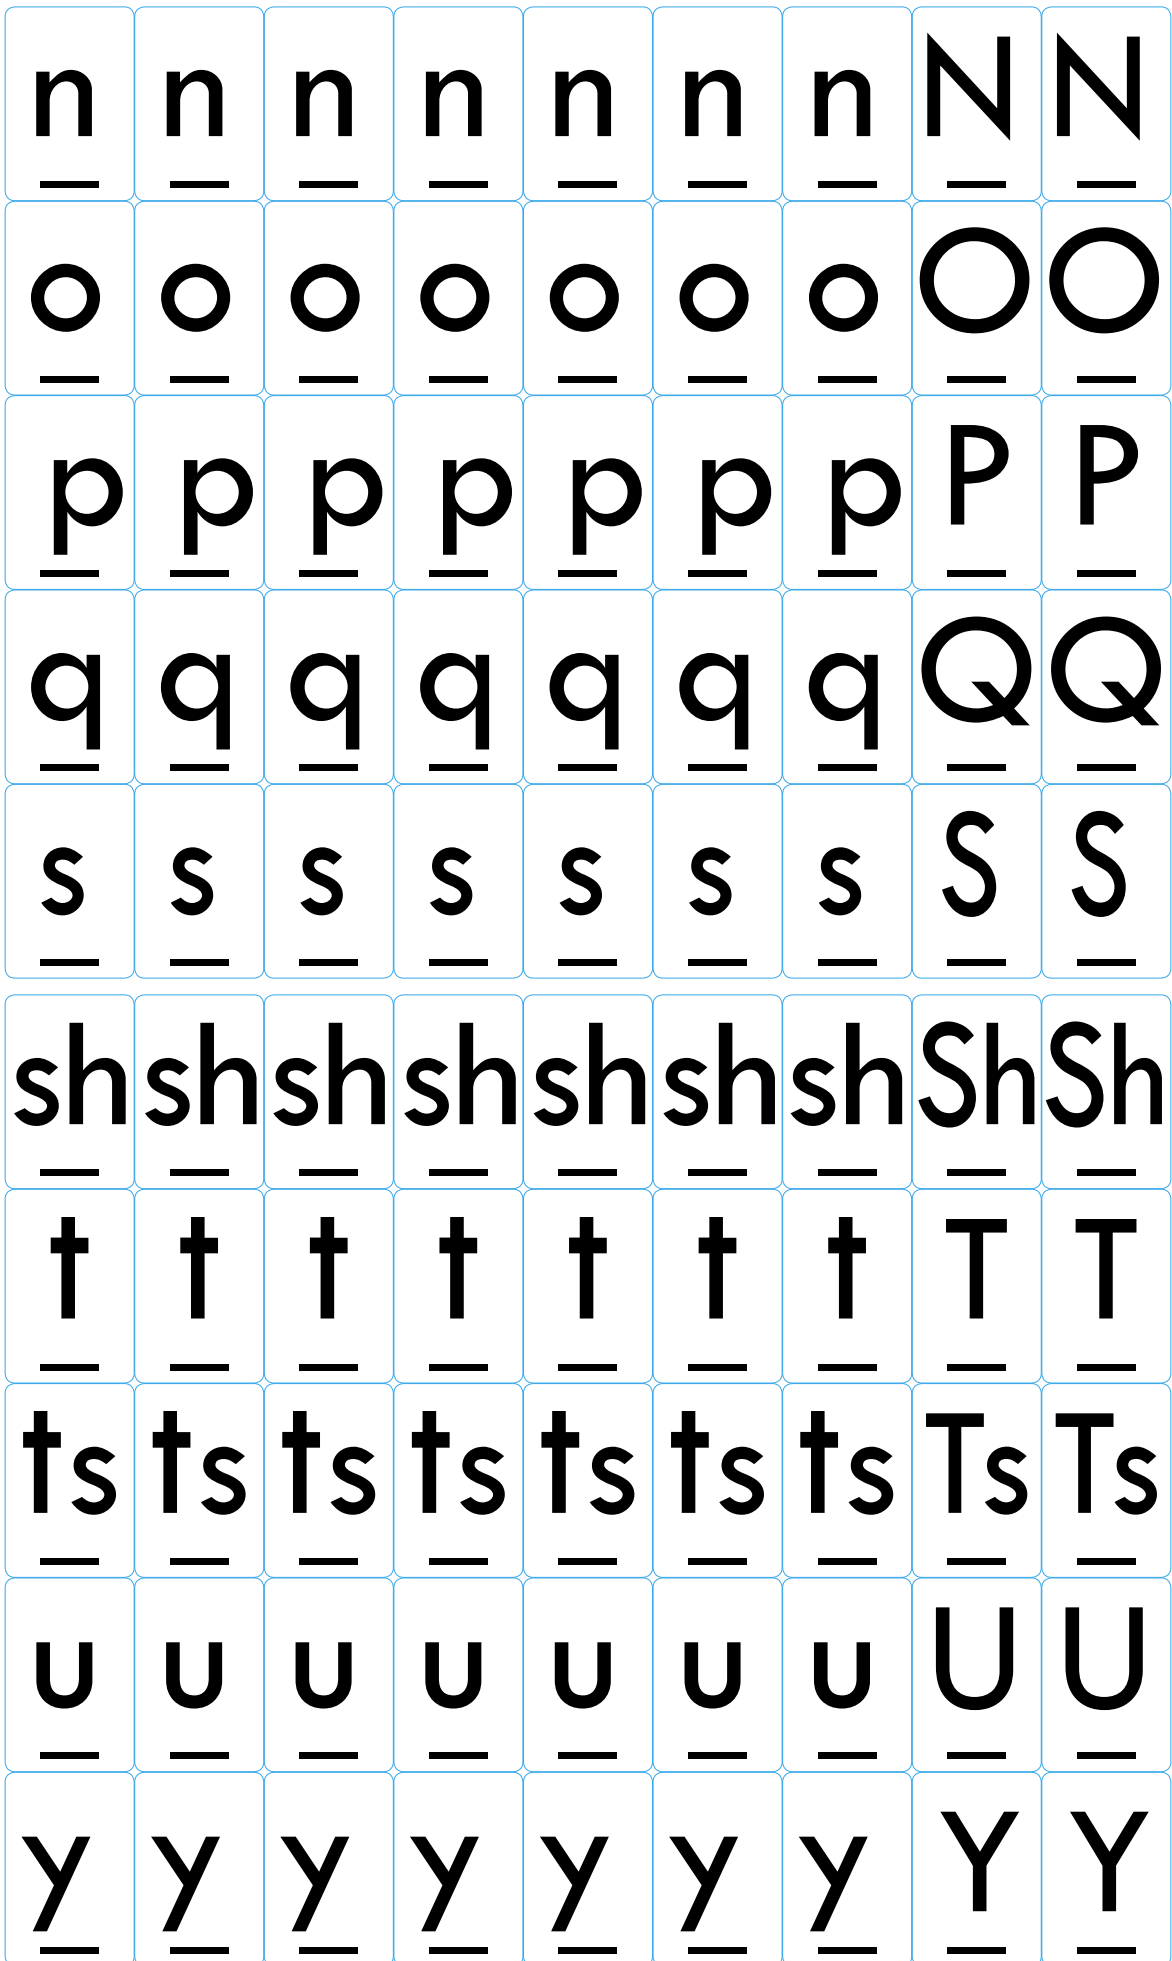 n n n n n n n N N
o o o o o o o O O
p p p p p p p P P
q q q q q q q Q Q
s s s s s s s S S
sh sh sh sh sh sh sh Sh Sh
t t t t t t t T T
ts ts ts ts ts ts ts Ts Ts
u u u u u u u U U
y y y y y y y Y Y